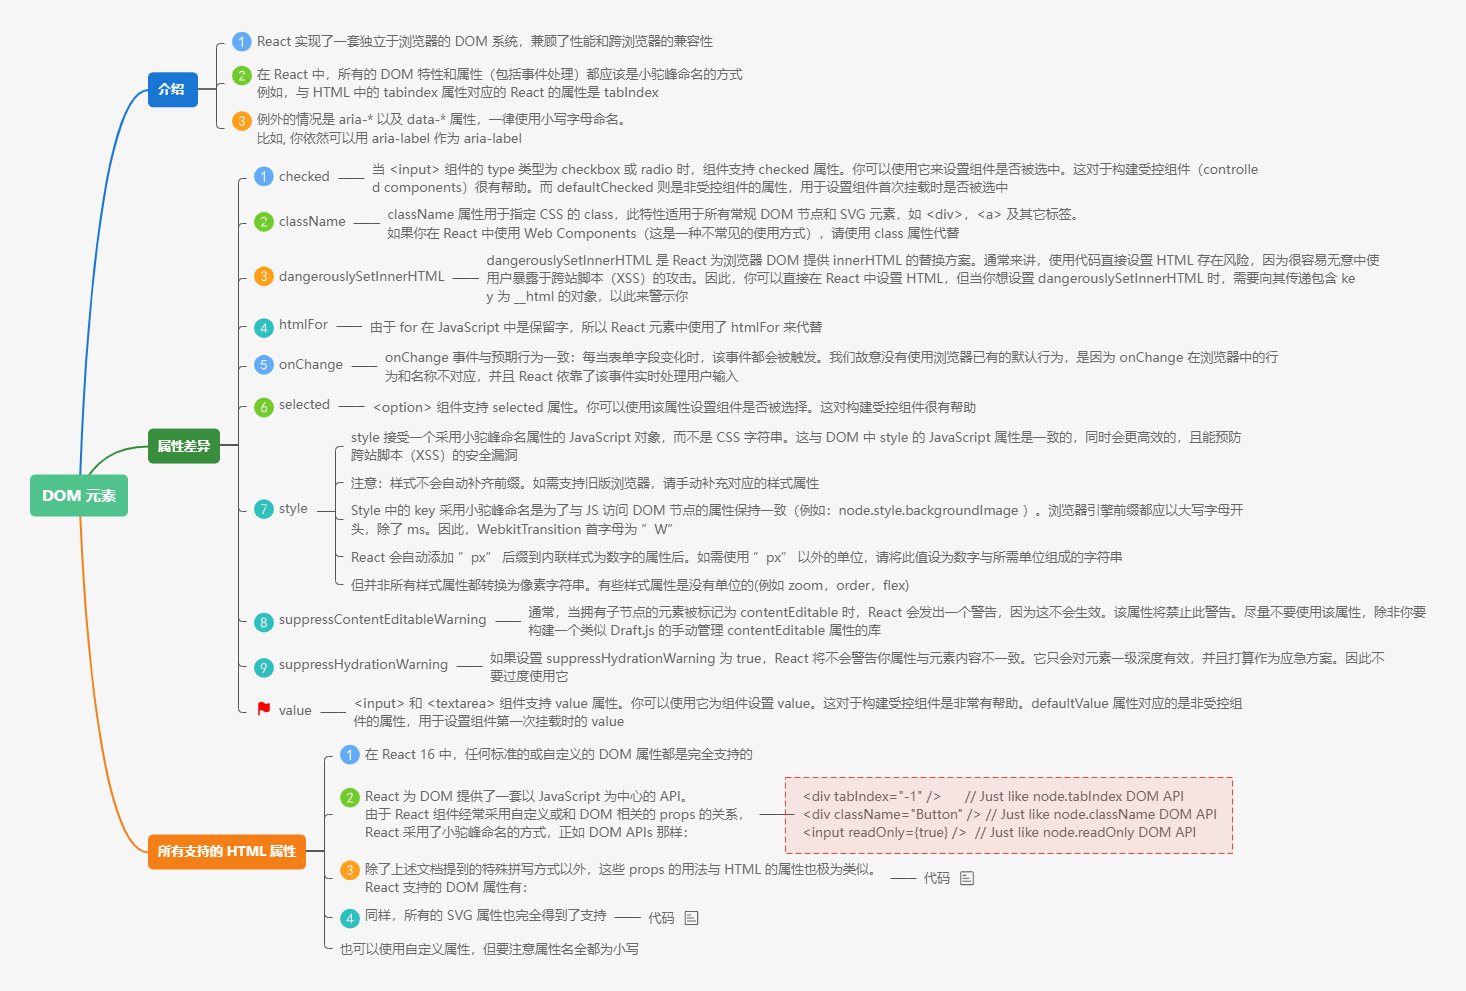 DOM 元素
介绍
1 React 实现了一套独立于浏览器的 DOM 系统，兼顾了性能和跨浏览器的兼容性
2 在 React 中，所有的 DOM 特性和属性（包括事件处理）都应该是小驼峰命名的方式
例如，与 HTML 中的 tabindex 属性对应的 React 的属性是 tabIndex
3 例外的情况是 aria-* 以及 data-* 属性，一律使用小写字母命名。
比如, 你依然可以用 aria-label 作为 aria-label
属性差异
1 checked
当 <input> 组件的 type 类型为 checkbox 或 radio 时，组件支持 checked 属性。你可以使用它来设置组件是否被选中。这对于构建受控组件（controlle
d components）很有帮助。而 defaultChecked 则是非受控组件的属性，用于设置组件首次挂载时是否被选中
2 className
className 属性用于指定 CSS 的 class，此特性适用于所有常规 DOM 节点和 SVG 元素，如 <div>，<a> 及其它标签。
如果你在 React 中使用 Web Components（这是一种不常见的使用方式），请使用 class 属性代替
3 dangerouslySetInnerHTML
dangerouslySetInnerHTML 是 React 为浏览器 DOM 提供 innerHTML 的替换方案。通常来讲，使用代码直接设置 HTML 存在风险，因为很容易无意中使
用户暴露于跨站脚本（XSS）的攻击。因此，你可以直接在 React 中设置 HTML，但当你想设置 dangerouslySetInnerHTML 时，需要向其传递包含 ke
y 为 __html 的对象，以此来警示你
4 htmlFor
由于 for 在 JavaScript 中是保留字，所以 React 元素中使用了 htmlFor 来代替
5 onChange
onChange 事件与预期行为一致：每当表单字段变化时，该事件都会被触发。我们故意没有使用浏览器已有的默认行为，是因为 onChange 在浏览器中的行
为和名称不对应，并且 React 依靠了该事件实时处理用户输入
6 selected
<option> 组件支持 selected 属性。你可以使用该属性设置组件是否被选择。这对构建受控组件很有帮助
7 style
style 接受一个采用小驼峰命名属性的 JavaScript 对象，而不是 CSS 字符串。这与 DOM 中 style 的 JavaScript 属性是一致的，同时会更高效的，且能预防
跨站脚本（XSS）的安全漏洞
注意：样式不会自动补齐前缀。如需支持旧版浏览器，请手动补充对应的样式属性
Style 中的 key 采用小驼峰命名是为了与 JS 访问 DOM 节点的属性保持一致（例如：node.style.backgroundImage ）。浏览器引擎前缀都应以大写字母开
头，除了 ms。因此，WebkitTransition 首字母为 ” W”
React 会自动添加 ” px” 后缀到内联样式为数字的属性后。如需使用 ” px” 以外的单位，请将此值设为数字与所需单位组成的字符串
但并非所有样式属性都转换为像素字符串。有些样式属性是没有单位的(例如 zoom，order，flex)
8 suppressContentEditableWarning
通常，当拥有子节点的元素被标记为 contentEditable 时，React 会发出一个警告，因为这不会生效。该属性将禁止此警告。尽量不要使用该属性，除非你要
构建一个类似 Draft.js 的手动管理 contentEditable 属性的库
9 suppressHydrationWarning
如果设置 suppressHydrationWarning 为 true，React 将不会警告你属性与元素内容不一致。它只会对元素一级深度有效，并且打算作为应急方案。因此不
要过度使用它
value
<input> 和 <textarea> 组件支持 value 属性。你可以使用它为组件设置 value。这对于构建受控组件是非常有帮助。defaultValue 属性对应的是非受控组
件的属性，用于设置组件第一次挂载时的 value
所有支持的 HTML 属性
1 在 React 16 中，任何标准的或自定义的 DOM 属性都是完全支持的
2 React 为 DOM 提供了一套以 JavaScript 为中心的 API。
由于 React 组件经常采用自定义或和 DOM 相关的 props 的关系，
React 采用了小驼峰命名的方式，正如 DOM APIs 那样：
<div tabIndex="-1" />      // Just like node.tabIndex DOM API
<div className="Button" /> // Just like node.className DOM API
<input readOnly={true} />  // Just like node.readOnly DOM API
3 除了上述文档提到的特殊拼写方式以外，这些 props 的用法与 HTML 的属性也极为类似。
React 支持的 DOM 属性有：
代码
4 同样，所有的 SVG 属性也完全得到了支持
代码
也可以使用自定义属性，但要注意属性名全都为小写